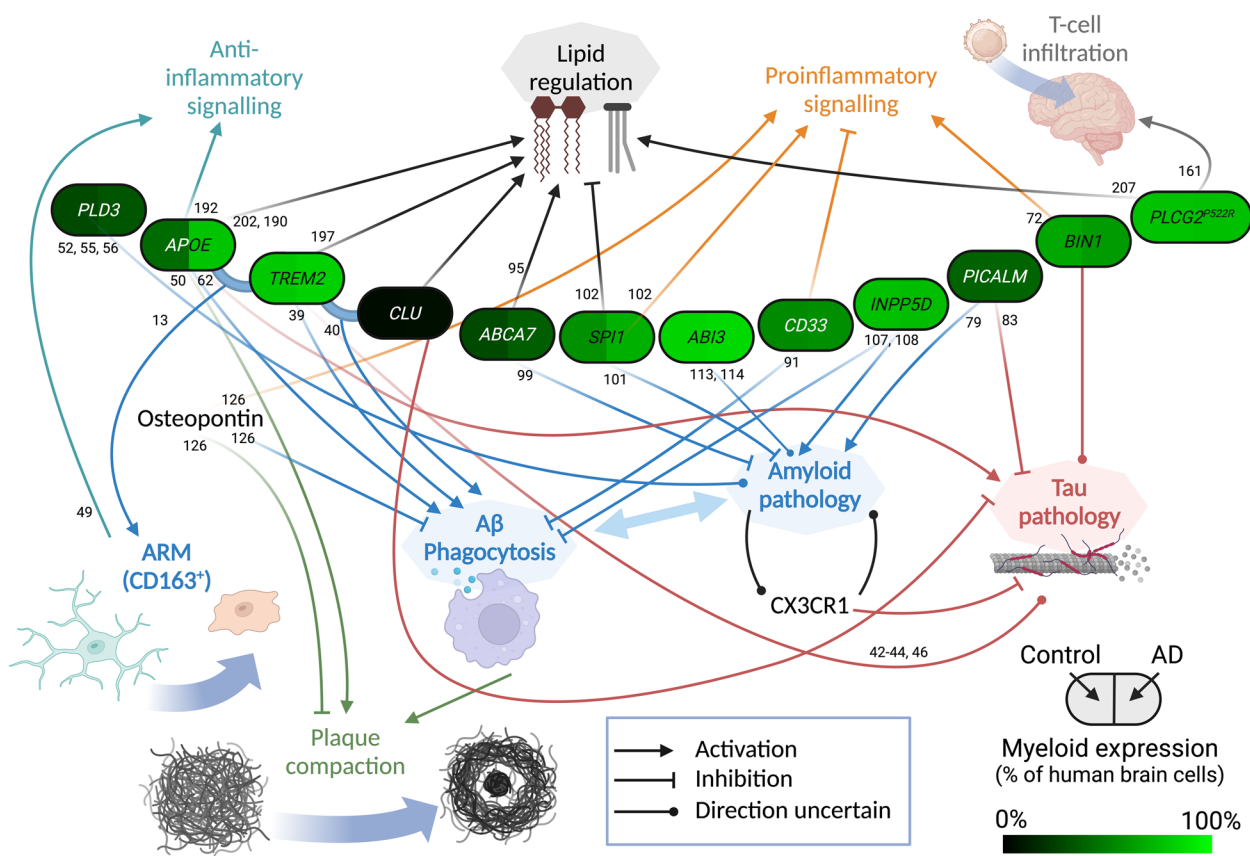 Anti-
inflammatory
signalling
Lipid
regulation
Proinflammatory
signalling
T-cell
infiltration
PLD3
52, 55, 56
192
202, 190
APOE
50
62
197
TREM2
39
40
CLU
95
ABCA7
99
102
102
SPI1
101
ABI3
113, 114
CD33
91
INPP5D
107, 108
PICALM
79
83
72
BIN1
207
161
PLCG2P522R
13
126
Osteopontin
126
126
49
ARM
(CD163+)
Aβ
Phagocytosis
Amyloid
pathology
Tau
pathology
CX3CR1
42-44, 46
Plaque
compaction
Activation
Inhibition
Direction uncertain
Control
AD
Myeloid expression
(% of human brain cells)
0%
100%